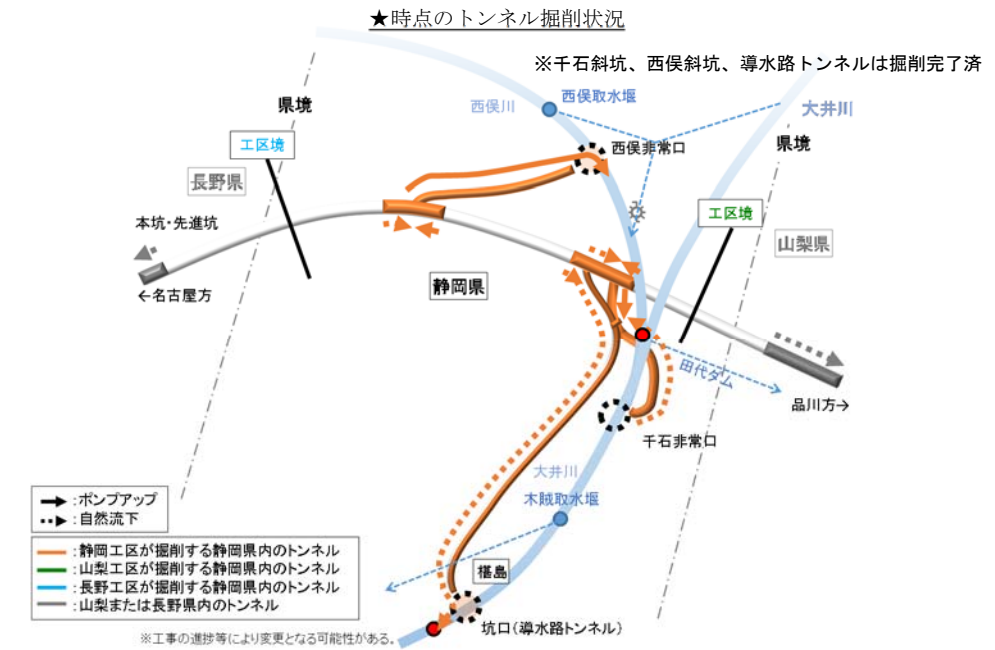 ★時点のトンネル掘削状況
※千石斜坑、西俣斜坑、導水路トンネルは掘削完了済
西俣川
西俣取水堰
大井川
県境
工区境
西俣非常口
県境
長野県
工区境
本坑・先進坑
山梨県
静岡県
←名古屋方
田代ダム
品川方→
千石非常口
大井川
木賊取水堰
:ポンプアップ
:自然流下
:静岡工区が掘削する静岡県内のトンネル
:山梨工区が掘削する静岡県内のトンネル
:長野工区が掘削する静岡県内のトンネル
:山梨または長野県内のトンネル
椹島
坑口(導水路トンネル)
※工事の進捗等により変更となる可能性がある。